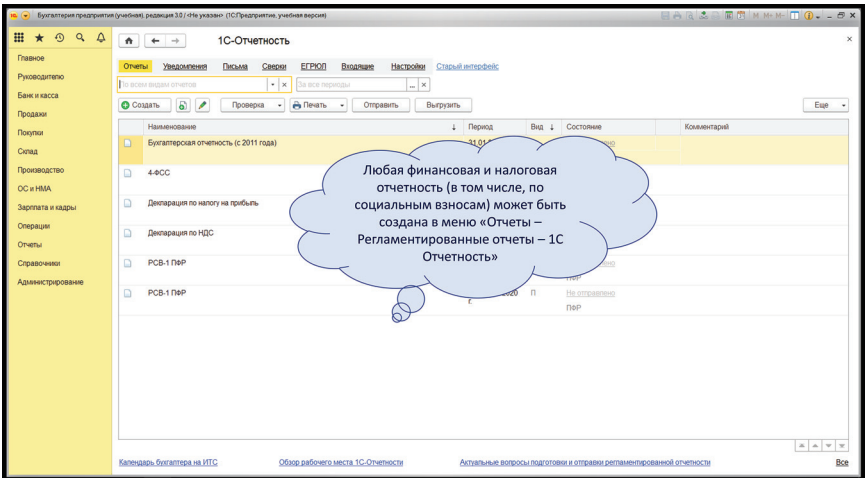 Бухгалтерия предприятия (учебная), редакция 3.0 / <Не указан> (1С:Предприятие, учебная версия)
M M+ M-
1С-Отчетность
Главное
Руководителю
Банк и касса
Продажи
Покупки
Склад
Производство
ОС и НМА
Зарплата и кадры
Операции
Отчеты
Справочники
Администрирование
Отчеты Уведомления Письма Сверки ЕГРЮЛ Входящие Настройки Старый интерфейс
По всем видам отчетов За все периоды
Создать Проверка Печать Отправить Выгрузить Еще
Наименование Период Вид Состояние Комментарий
Бухгалтерская отчетность (с 2011 года)
4-ФСС
Декларация по налогу на прибыль
Декларация по НДС
РСВ-1 ПФР
РСВ-1 ПФР 2020 П Не отправлено
г. ПФР
Любая финансовая и налоговая
отчетность (в том числе, по
социальным взносам) может быть
создана в меню «Отчеты –
Регламентированные отчеты – 1С
Отчетность»
Календарь бухгалтера на ИТС Обзор рабочего места 1С-Отчетности Актуальные вопросы подготовки и отправки регламентированной отчетности Все